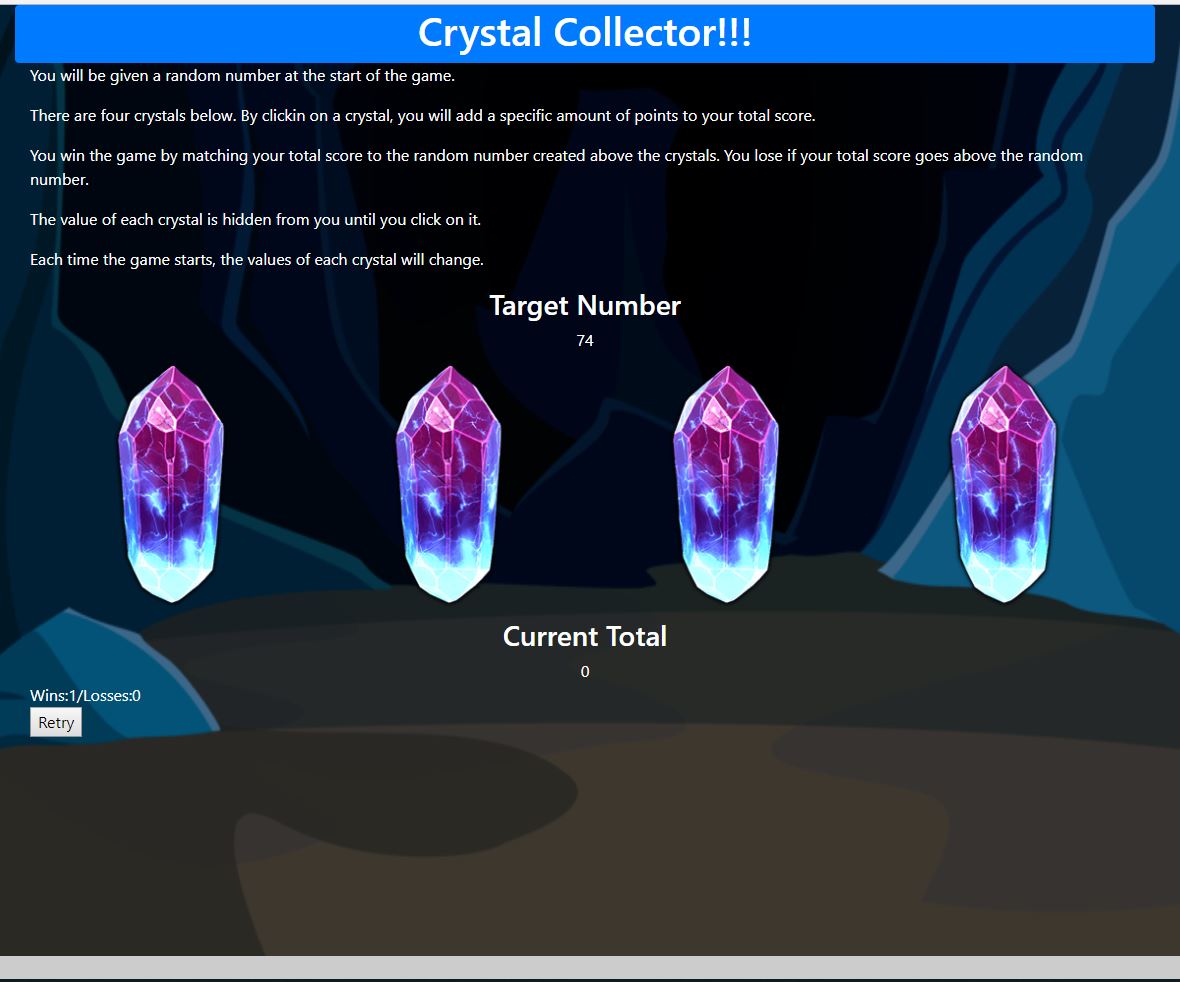 Crystal Collector!!!
You will be given a random number at the start of the game.
There are four crystals below. By clickin on a crystal, you will add a specific amount of points to your total score.
You win the game by matching your total score to the random number created above the crystals. You lose if your total score goes above the random
number.
The value of each crystal is hidden from you until you click on it.
Each time the game starts, the values of each crystal will change.
Target Number
74
Current Total
0
Wins:1/Losses:0
Retry